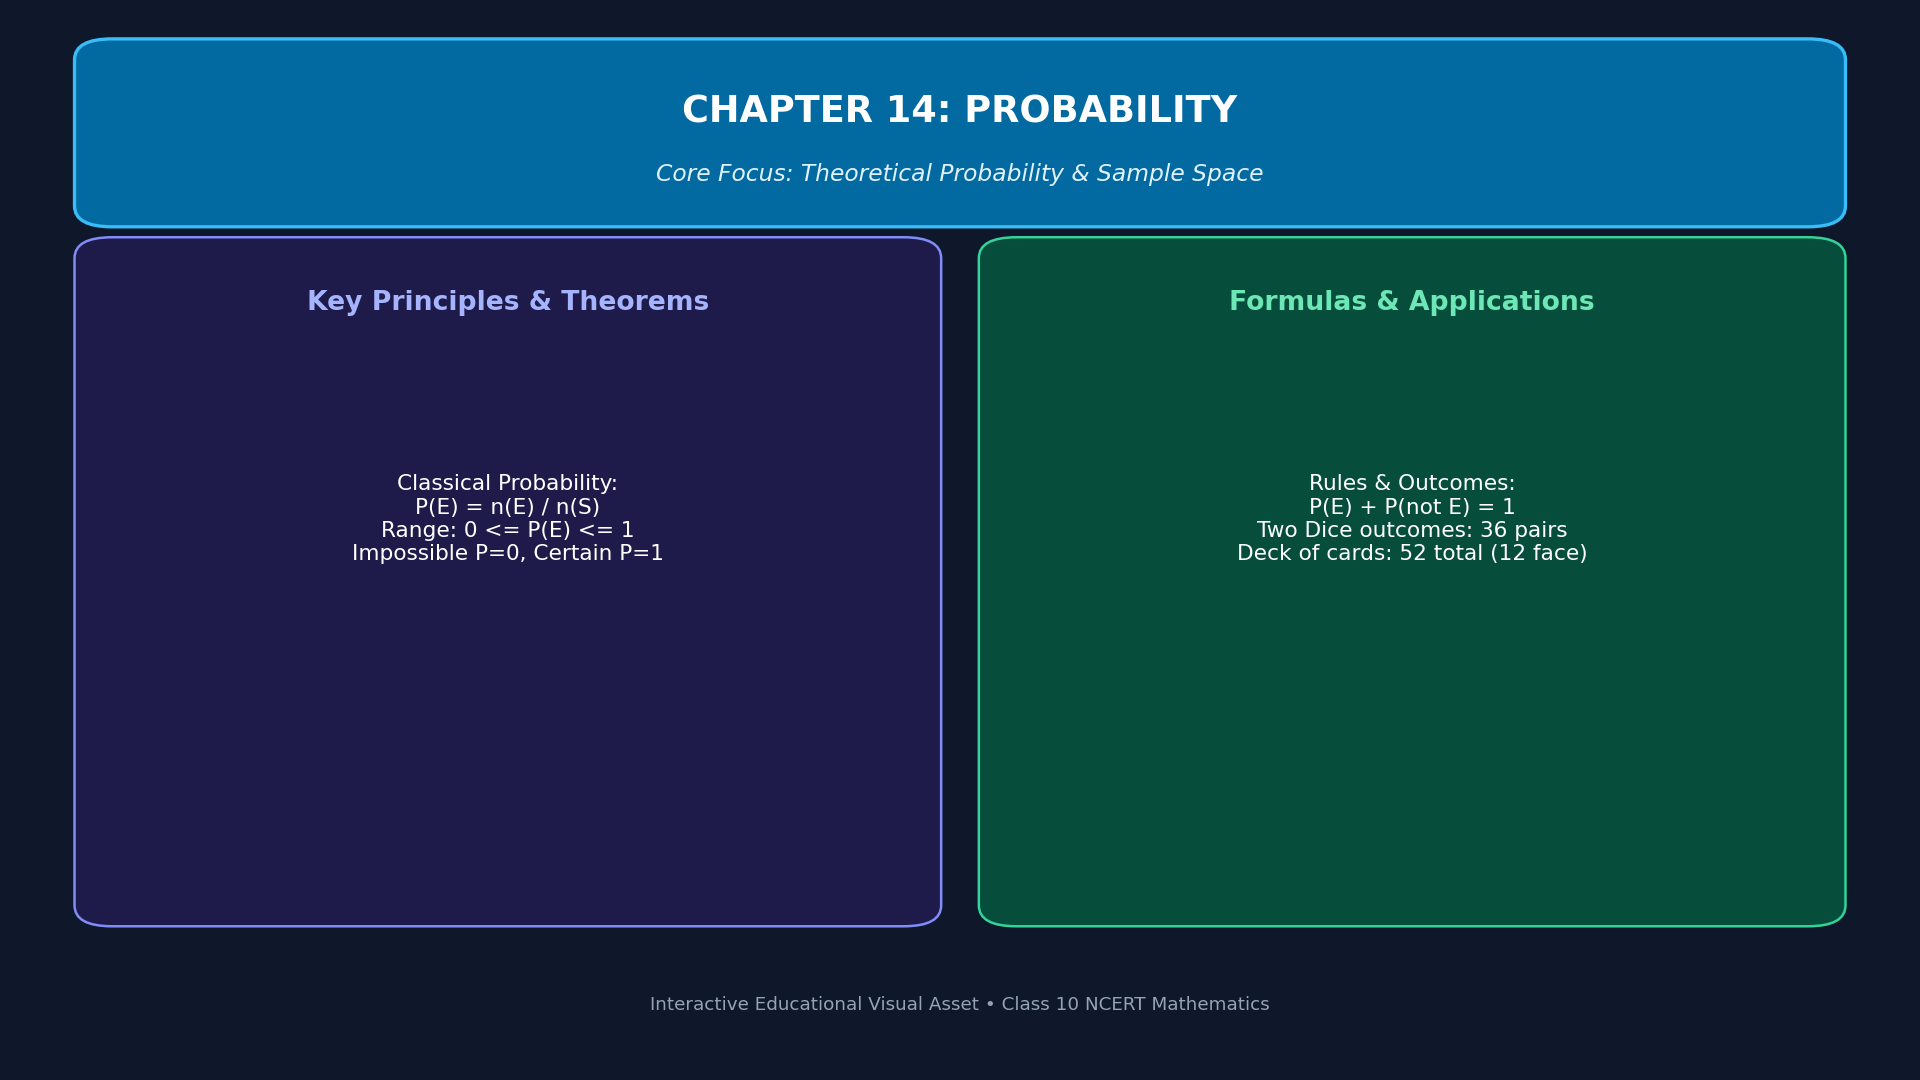 CHAPTER 14: PROBABILITY
Core Focus: Theoretical Probability & Sample Space
Key Principles & Theorems
Classical Probability:
P(E) = n(E) / n(S)
Range: 0 <= P(E) <= 1
Impossible P=0, Certain P=1
Formulas & Applications
Rules & Outcomes:
P(E) + P(not E) = 1
Two Dice outcomes: 36 pairs
Deck of cards: 52 total (12 face)
Interactive Educational Visual Asset • Class 10 NCERT Mathematics